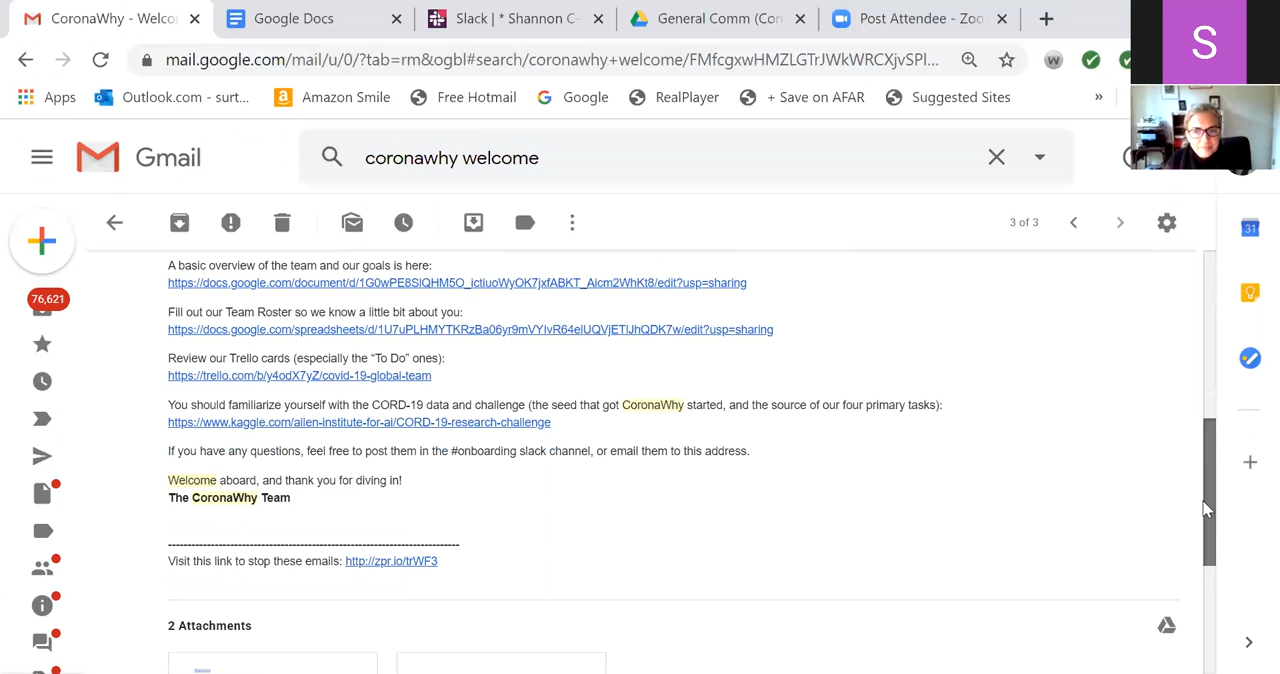 CoronaWhy - Welco
Google Docs
Slack | * Shannon C-
General Comm (Con
Post Attendee - Zoo
S
mail.google.com/mail/u/0/?tab=rm&ogbl#search/coronawhy+welcome/FMfcgxwHMZLGTrJWkWRCXjvSPl...
W
Apps
Outlook.com - surt...
Amazon Smile
Free Hotmail
Google
RealPlayer
+ Save on AFAR
Suggested Sites
»
Gmail
coronawhy welcome
3 of 3
31
A basic overview of the team and our goals is here:
https://docs.google.com/document/d/1G0wPE8SlQHM5O_ictiuoWyOK7jxfABKT_Aicm2WhKt8/edit?usp=sharing
76,621
Fill out our Team Roster so we know a little bit about you:
https://docs.google.com/spreadsheets/d/1U7uPLHMYTKRzBa06yr9mVYIvR64elUQVjETlJhQDK7w/edit?usp=sharing
Review our Trello cards (especially the “To Do” ones):
https://trello.com/b/y4odX7yZ/covid-19-global-team
You should familiarize yourself with the CORD-19 data and challenge (the seed that got CoronaWhy started, and the source of our four primary tasks):
https://www.kaggle.com/allen-institute-for-ai/CORD-19-research-challenge
If you have any questions, feel free to post them in the #onboarding slack channel, or email them to this address.
Welcome aboard, and thank you for diving in!
The CoronaWhy Team
--------------------------------------------------------------------------
Visit this link to stop these emails: http://zpr.io/trWF3
2 Attachments